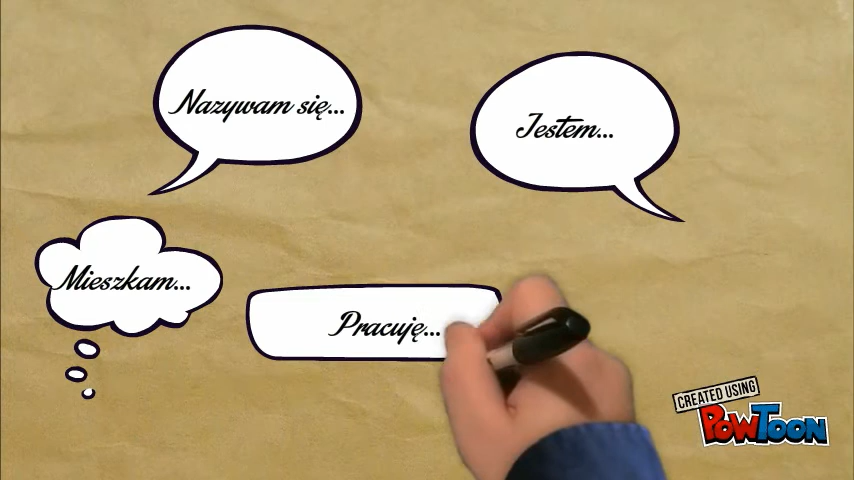 Nazywam się...
Jestem...
Mieszkam...
Pracuję...
CREATED USING
POWTOON